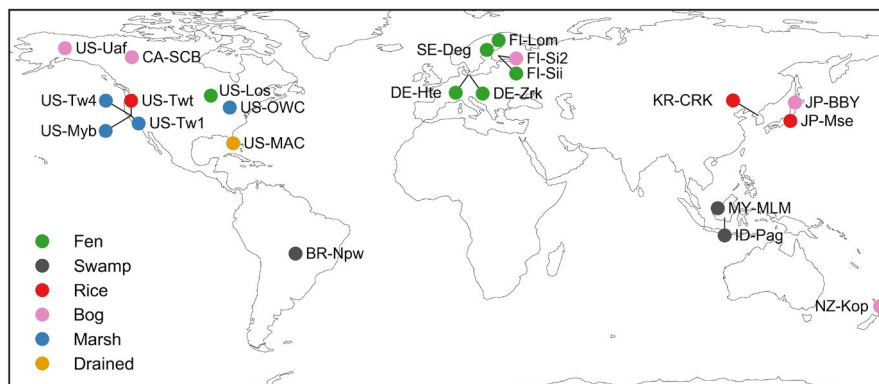 US-Uaf
CA-SCB
SE-Deg
FI-Lom
FI-Si2
FI-Sii
US-Los
US-Tw4
US-Twt
US-OWC
US-Myb
US-Tw1
US-MAC
DE-Hte
DE-Zrk
KR-CRK
JP-BBY
JP-Mse
MY-MLM
ID-Pag
BR-Npw
NZ-Kop
Fen
Swamp
Rice
Bog
Marsh
Drained